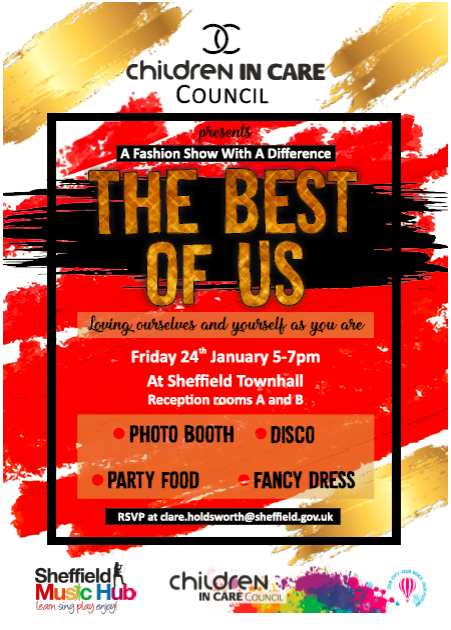 children IN CARE
COUNCIL
presents
A Fashion Show With A Difference
THE BEST
OF US
Loving ourselves and yourself as you are
Friday 24th January 5-7pm
At Sheffield Townhall
Reception rooms A and B
PHOTO BOOTH
DISCO
PARTY FOOD
FANCY DRESS
RSVP at clare.holdsworth@sheffield.gov.uk
Sheffield
Music Hub
learn sing play enjoy!
children
IN CARE COUNCIL